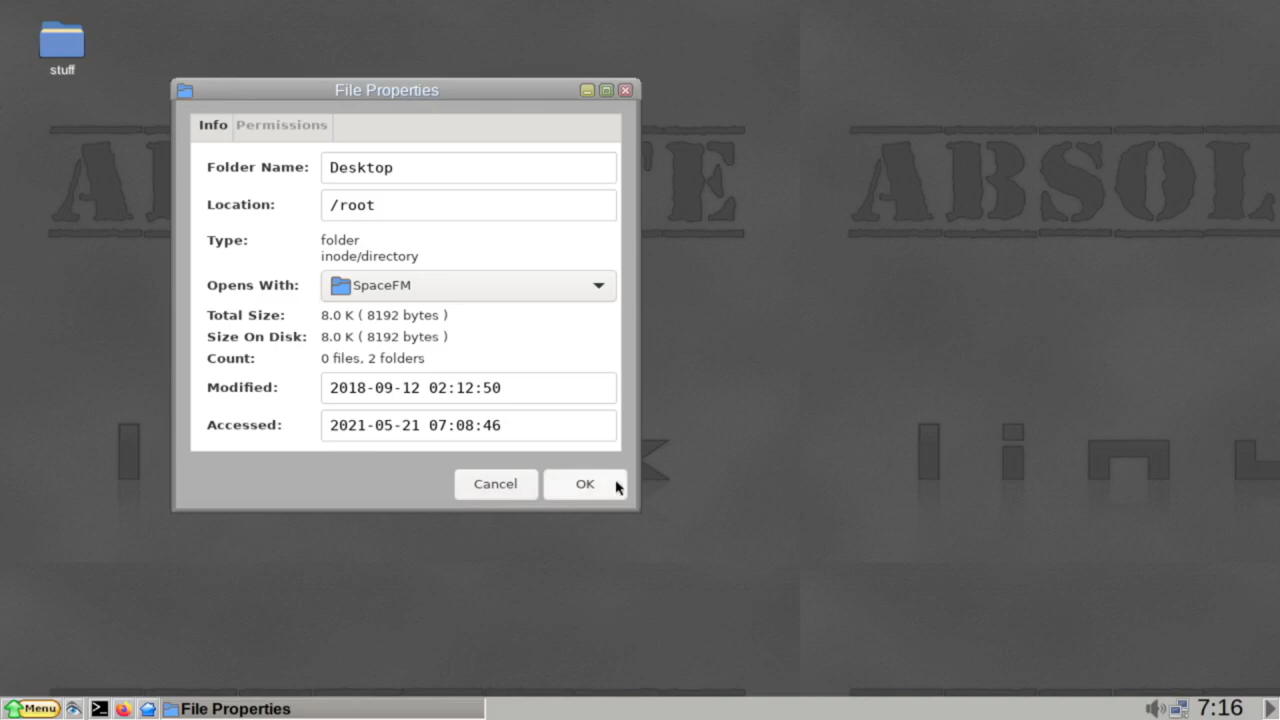 stuff
File Properties
Info Permissions
Folder Name: Desktop
Location: /root
Type: folder
inode/directory
Opens With: SpaceFM
Total Size: 8.0 K ( 8192 bytes )
Size On Disk: 8.0 K ( 8192 bytes )
Count: 0 files, 2 folders
Modified: 2018-09-12 02:12:50
Accessed: 2021-05-21 07:08:46
Cancel OK
Menu File Properties 7:16